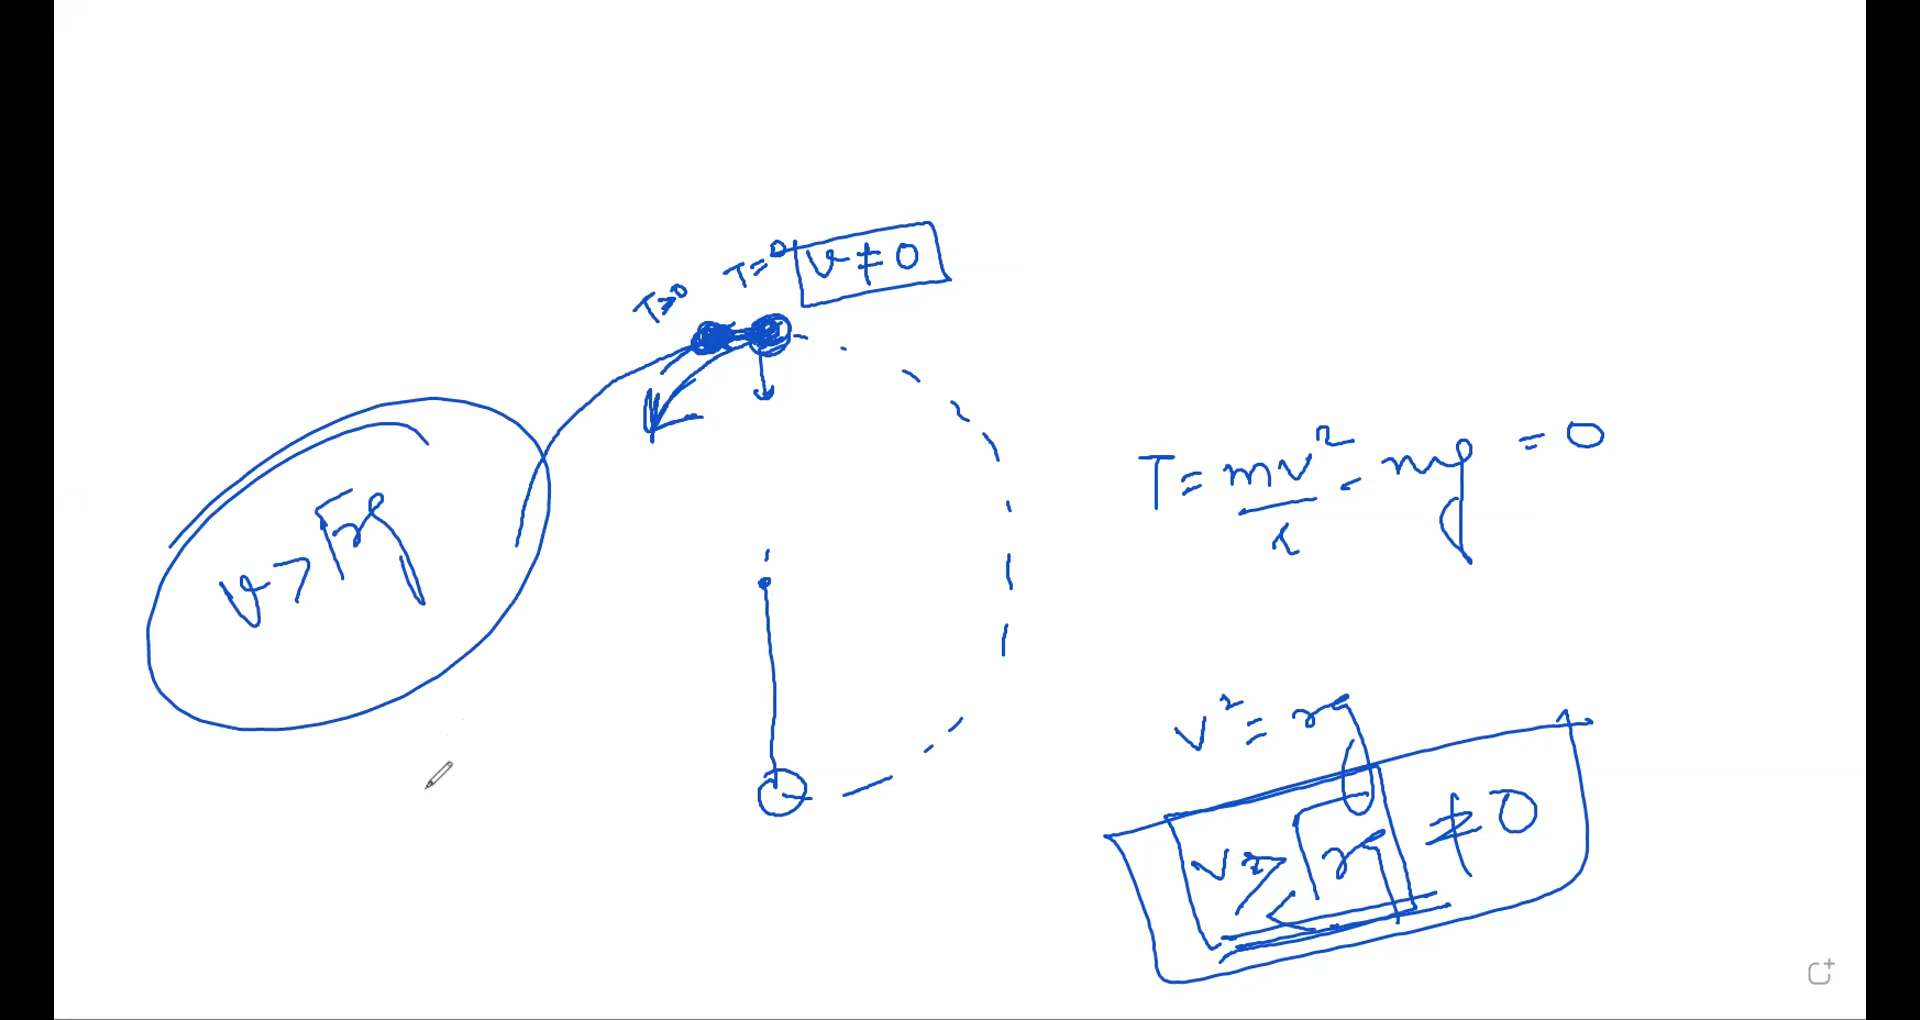 T=0 v≠0
T≥0
T = mv²/r - mg = 0
v > √rg
v² = rg
v ≥ √rg ≠ 0